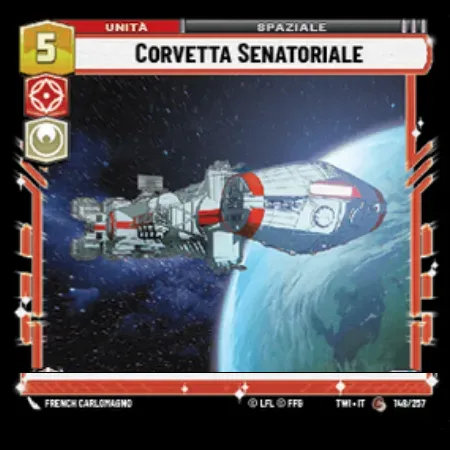 UNITÀ SPAZIALE
5 CORVETTA SENATORIALE
FRENCH CARLOMAGNO © LFL © FFG TWI • IT 148/257